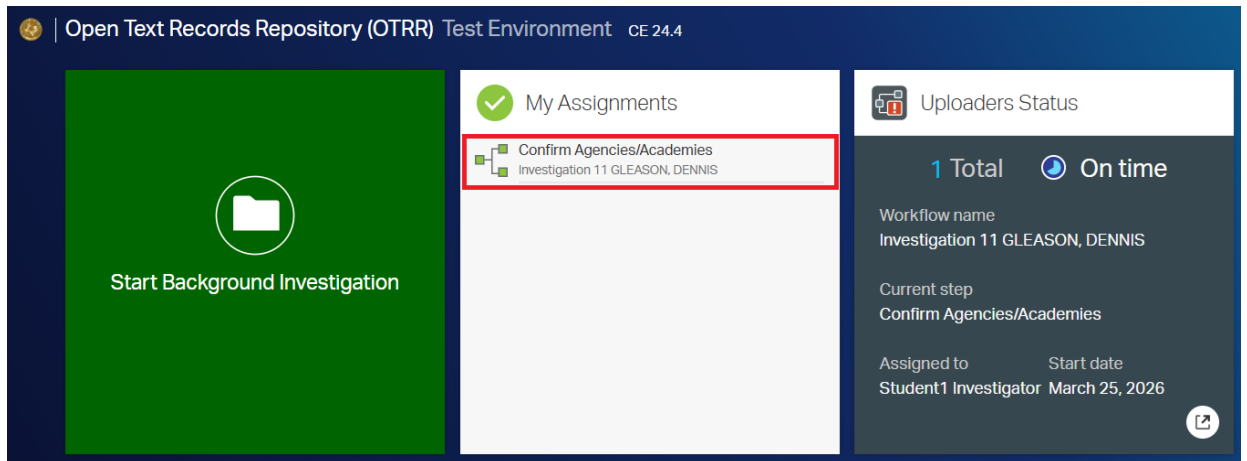 Open Text Records Repository (OTRR) Test Environment CE 24.4
Start Background Investigation
My Assignments
Confirm Agencies/Academies
Investigation 11 GLEASON, DENNIS
Uploaders Status
1 Total On time
Workflow name
Investigation 11 GLEASON, DENNIS
Current step
Confirm Agencies/Academies
Assigned to Start date
Student1 Investigator March 25, 2026